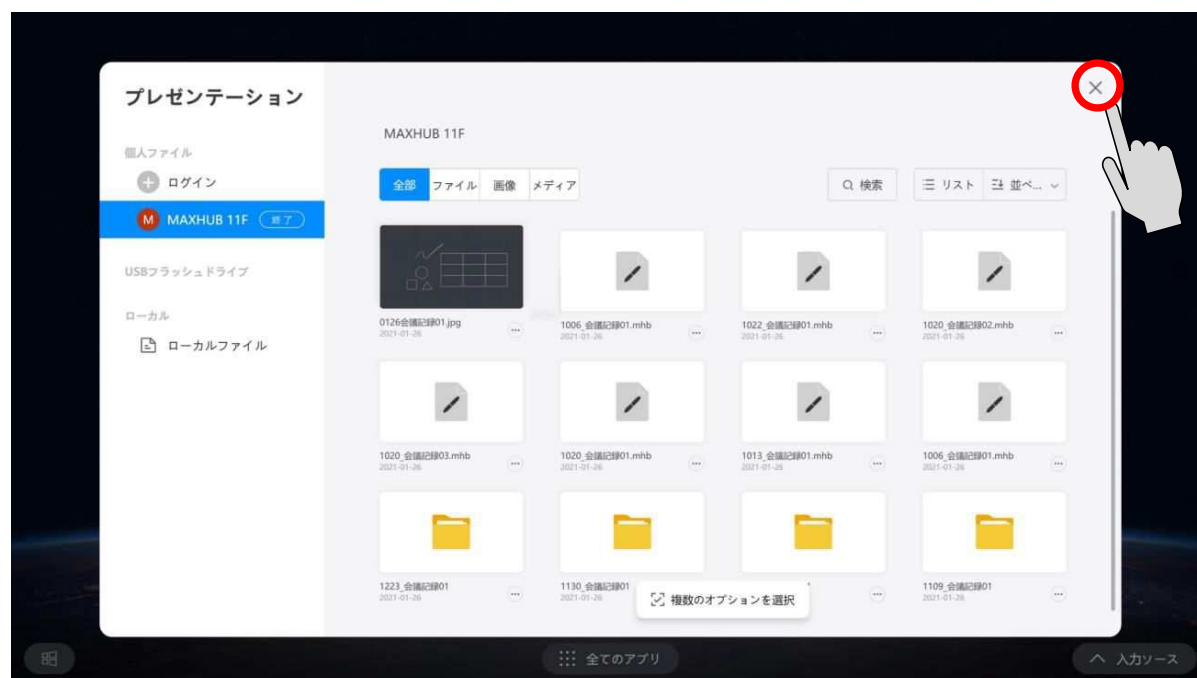 プレゼンテーション
個人ファイル
ログイン
M MAXHUB 11F 終了
USBフラッシュドライブ
ローカル
ローカルファイル
MAXHUB 11F
全部 ファイル 画像 メディア
検索 リスト 並べ...
0126会議記録01.jpg 1006_会議記録01.mhb 1022_会議記録01.mhb 1020_会議記録02.mhb
2021-01-26 2021-01-26 2021-01-26 2021-01-26
1020_会議記録03.mhb 1020_会議記録01.mhb 1013_会議記録01.mhb 1006_会議記録01.mhb
2021-01-26 2021-01-26 2021-01-26 2021-01-26
1223_会議記録01 1130_会議記録01 1109_会議記録01
2021-01-26 2021-01-26 2021-01-26
複数のオプションを選択
全てのアプリ
入力ソース